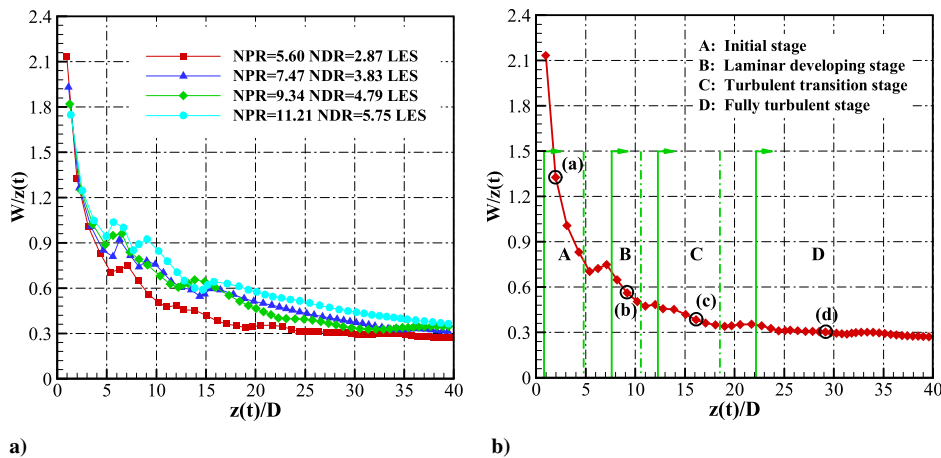 a)
W/z(t)
2.4
2.1
1.8
1.5
1.2
0.9
0.6
0.3
0
NPR=5.60 NDR=2.87 LES
NPR=7.47 NDR=3.83 LES
NPR=9.34 NDR=4.79 LES
NPR=11.21 NDR=5.75 LES
0 5 10 15 20 25 30 35 40
z(t)/D
b)
W/z(t)
2.4
2.1
1.8
1.5
1.2
0.9
0.6
0.3
0
A: Initial stage
B: Laminar developing stage
C: Turbulent transition stage
D: Fully turbulent stage
(a)
A B C D
(b) (c) (d)
0 5 10 15 20 25 30 35 40
z(t)/D
a) b)